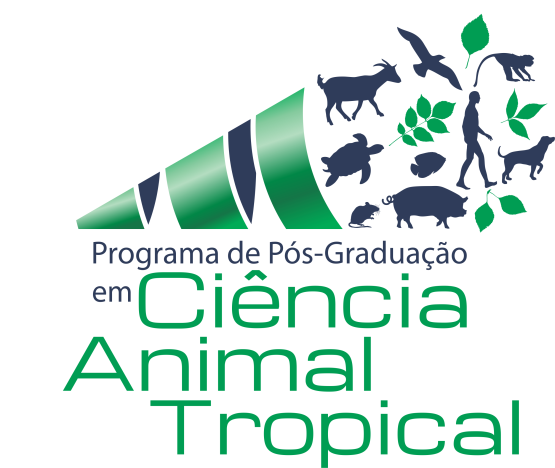 Programa de Pós-Graduação
em Ciência
Animal
Tropical